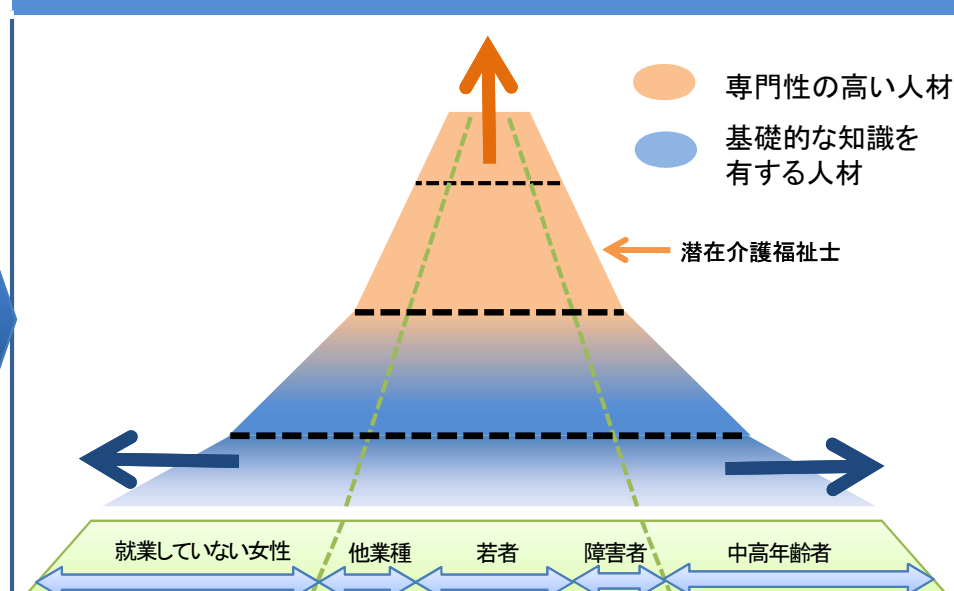 専門性の高い人材
基礎的な知識を
有する人材
潜在介護福祉士
就業していない女性
他業種
若者
障害者
中高年齢者